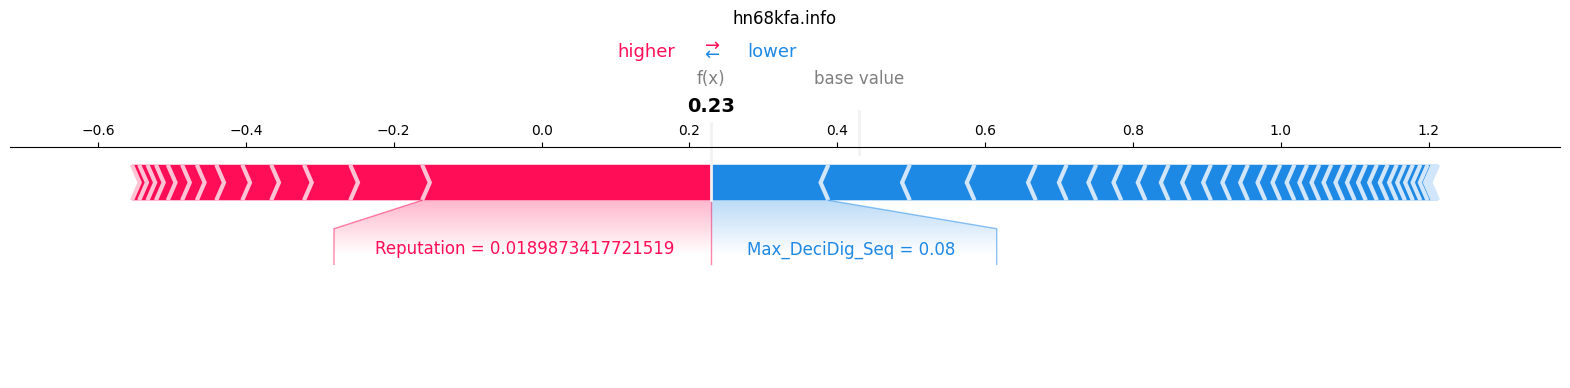 hn68kfa.info
higher ⇄ lower
f(x) base value
0.23
−0.6 −0.4 −0.2 0.0 0.2 0.4 0.6 0.8 1.0 1.2
Reputation = 0.0189873417721519 Max_DeciDig_Seq = 0.08